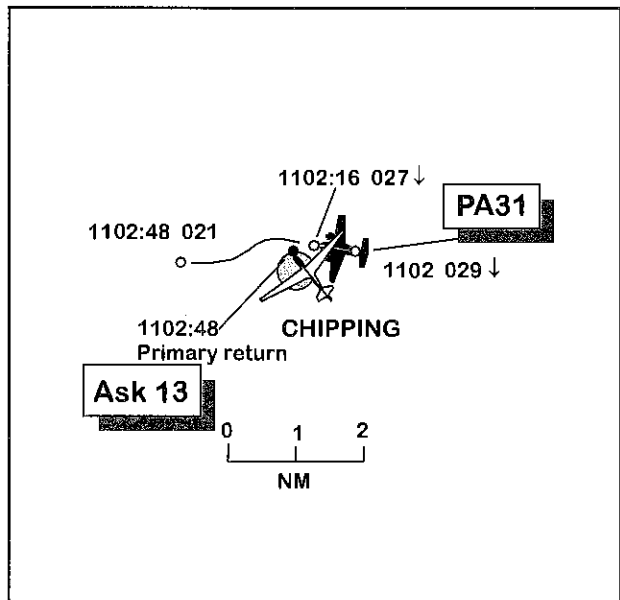 1102:16 027↓
PA31
1102:48 021
1102 029↓
1102:48
Primary return
CHIPPING
Ask 13
0 1 2
NM